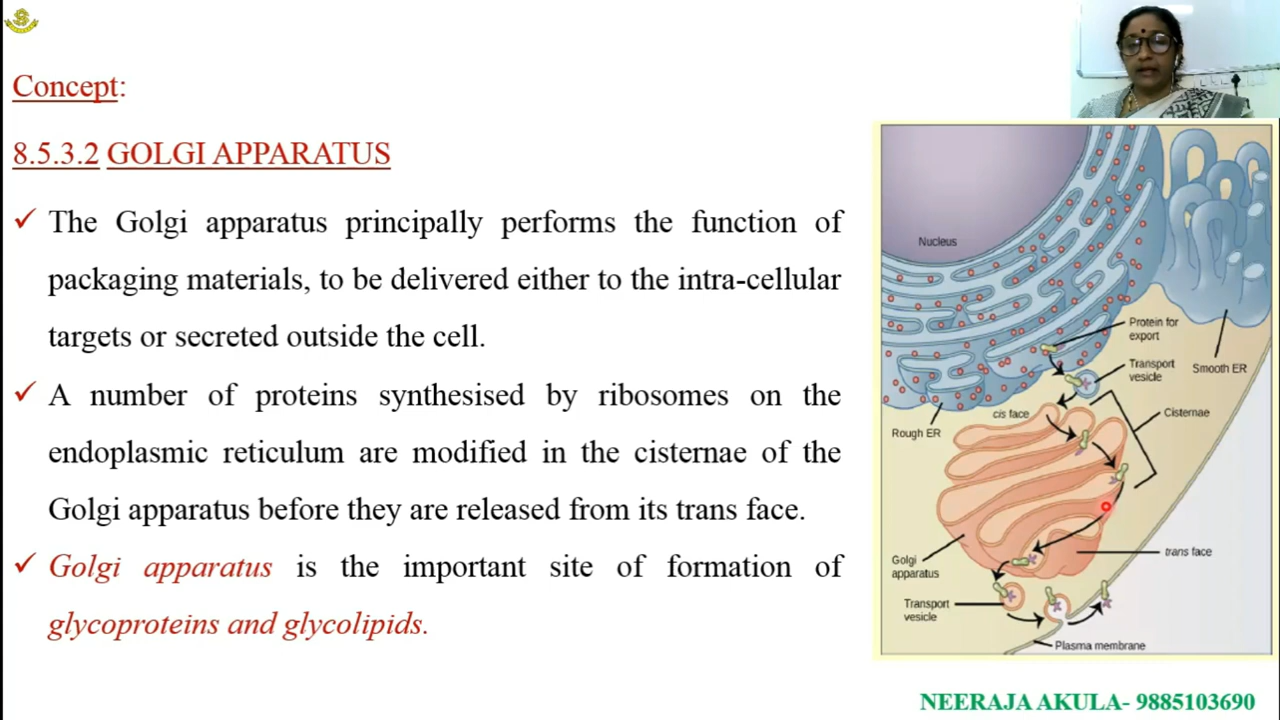 Concept:
8.5.3.2 GOLGI APPARATUS
✓ The Golgi apparatus principally performs the function of
packaging materials, to be delivered either to the intra-cellular
targets or secreted outside the cell.
✓ A number of proteins synthesised by ribosomes on the
endoplasmic reticulum are modified in the cisternae of the
Golgi apparatus before they are released from its trans face.
✓ Golgi apparatus is the important site of formation of
glycoproteins and glycolipids.
Nucleus
Protein for
export
Transport
vesicle
Smooth ER
cis face
Cisternae
Rough ER
Golgi
apparatus
trans face
Transport
vesicle
Plasma membrane
NEERAJA AKULA- 9885103690